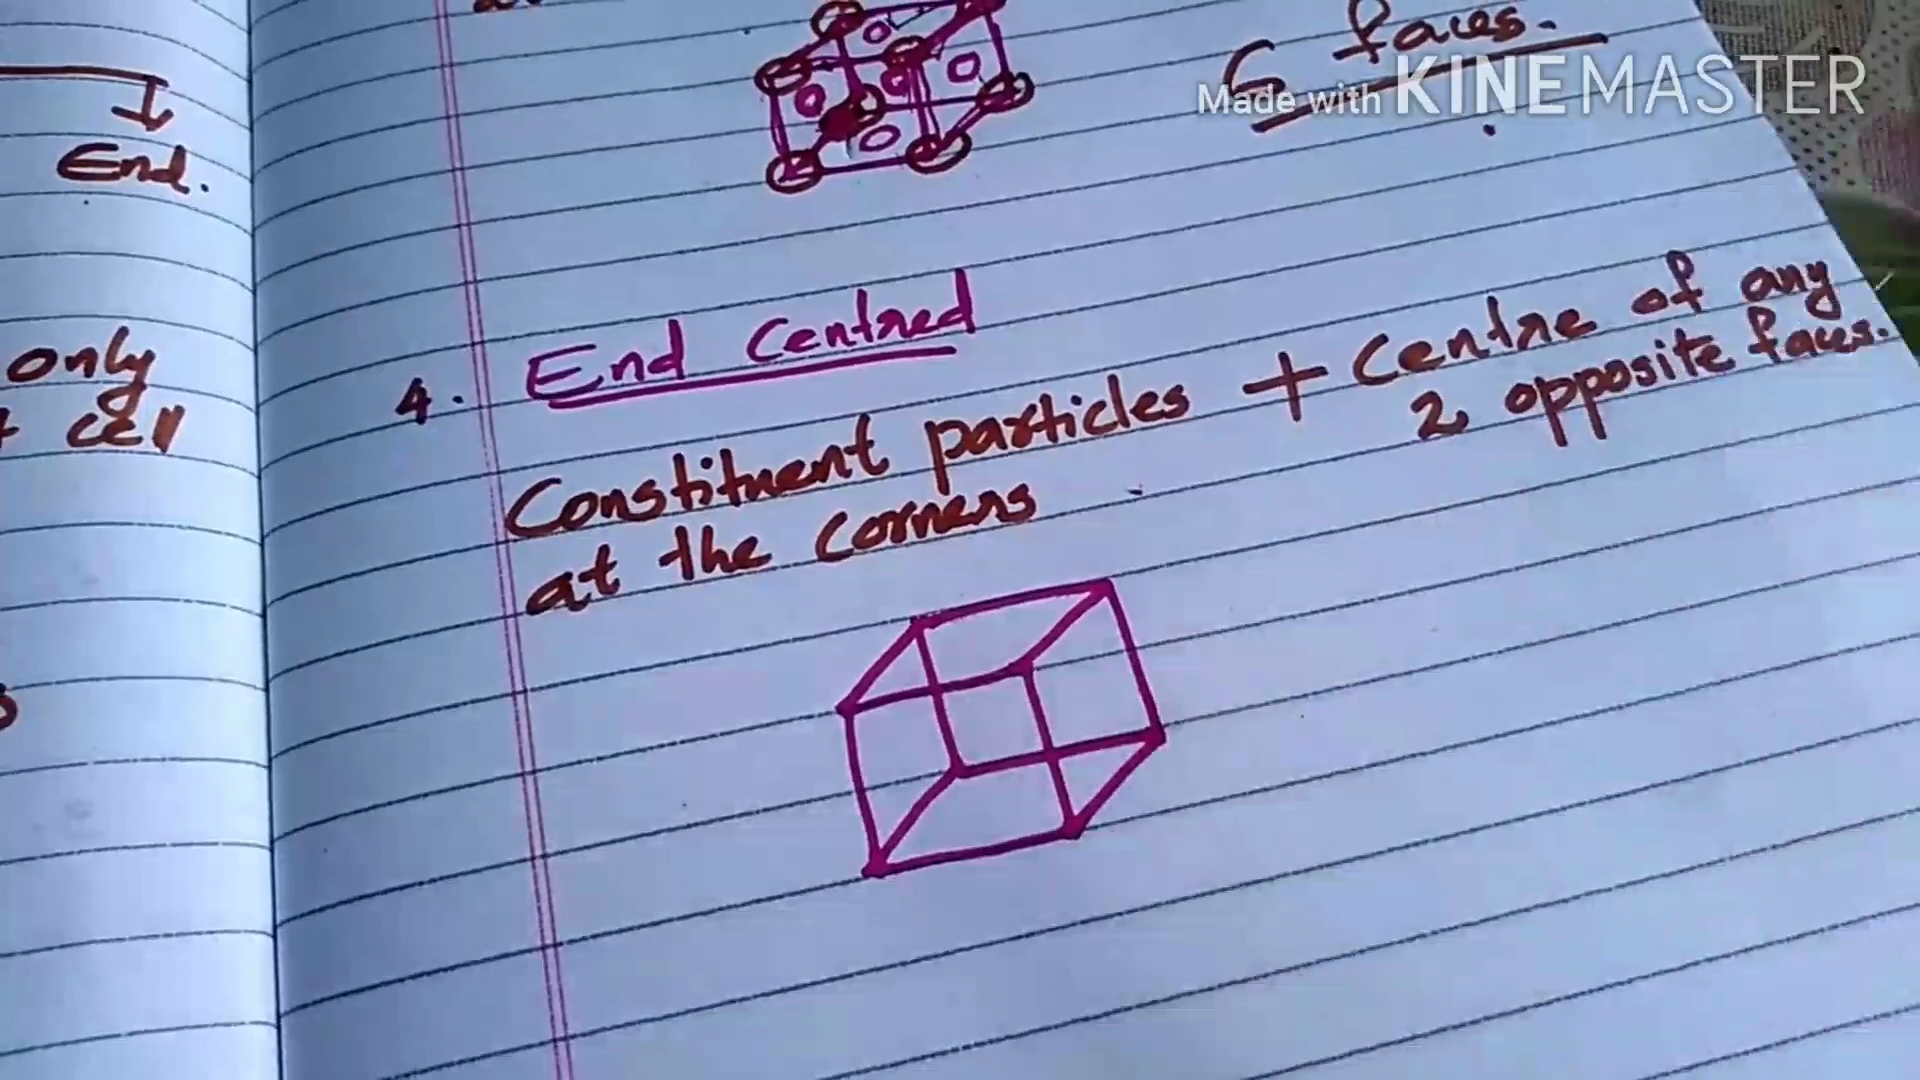 6 faces.
Made with KINEMASTER
End.
only
cell
4. End Centred
Constituent particles + Centre of any
at the corners 2 opposite faces.